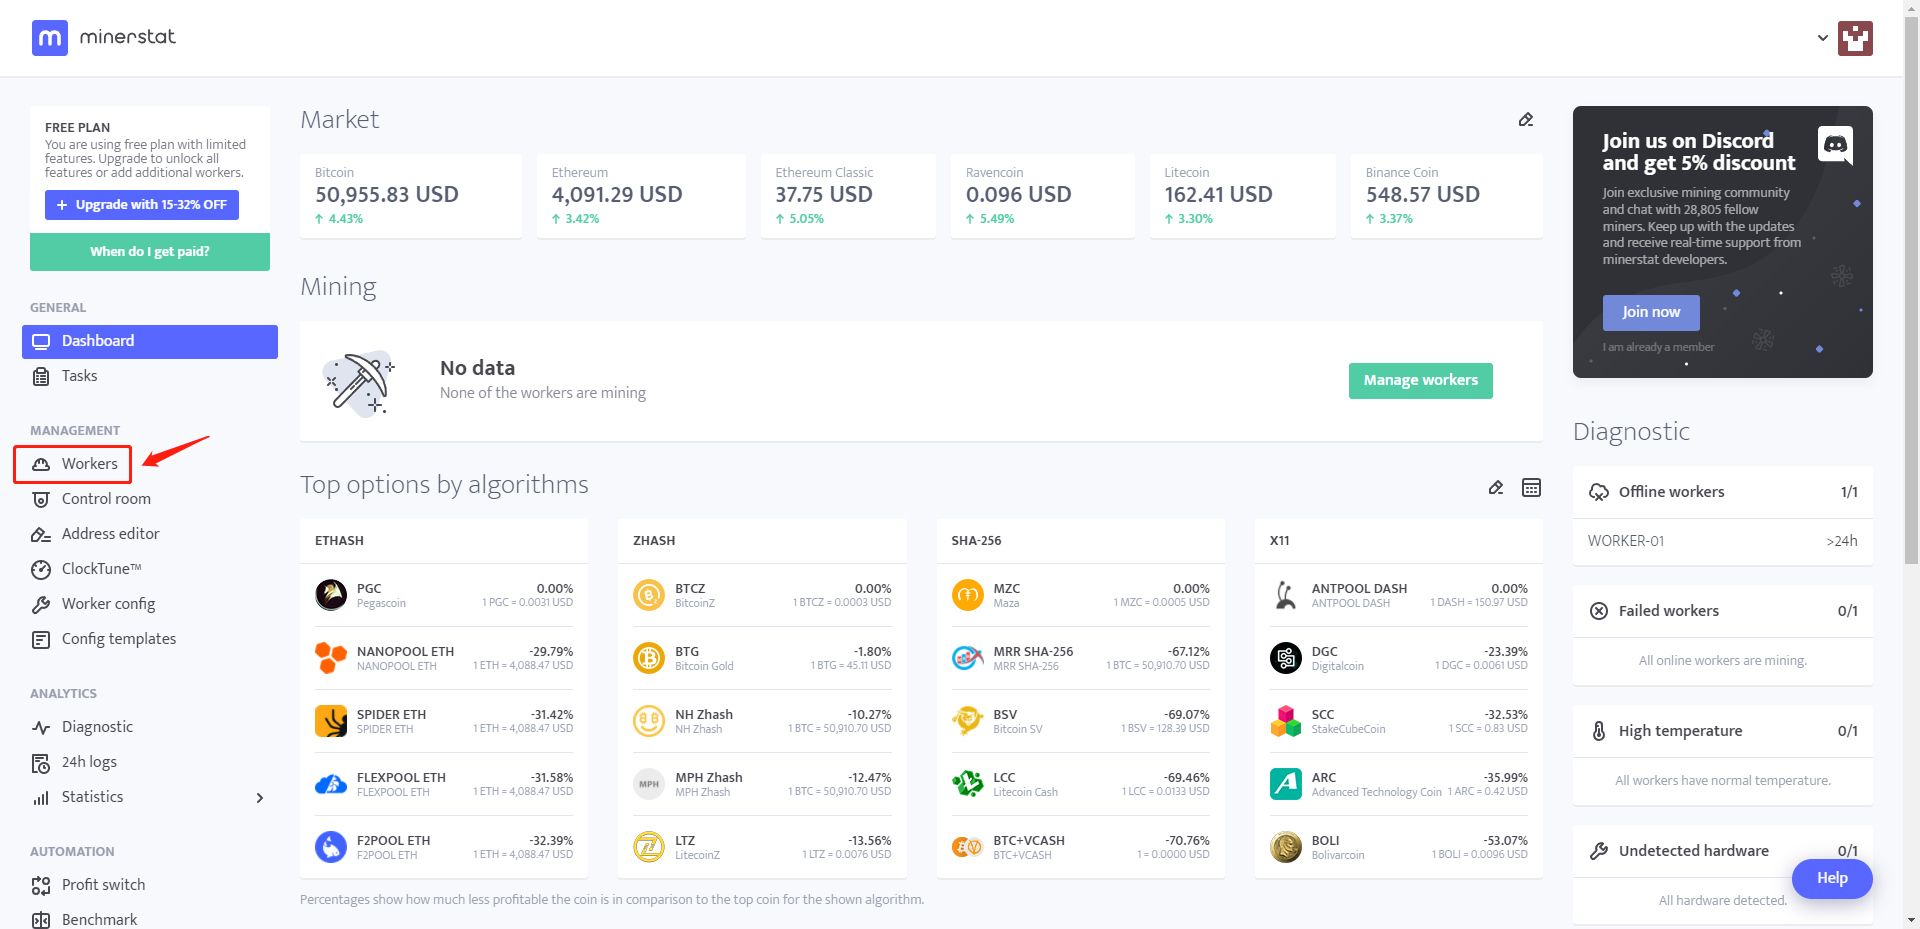 minerstat
FREE PLAN
You are using free plan with limited
features. Upgrade to unlock all
features or add additional workers.
+ Upgrade with 15-32% OFF
When do I get paid?
GENERAL
Dashboard
Tasks
MANAGEMENT
Workers
Control room
Address editor
ClockTune™
Worker config
Config templates
ANALYTICS
Diagnostic
24h logs
Statistics
AUTOMATION
Profit switch
Benchmark
Market
Bitcoin
50,955.83 USD
↑ 4.43%
Ethereum
4,091.29 USD
↑ 3.42%
Ethereum Classic
37.75 USD
↑ 5.05%
Ravencoin
0.096 USD
↑ 5.49%
Litecoin
162.41 USD
↑ 3.30%
Binance Coin
548.57 USD
↑ 3.37%
Mining
No data
None of the workers are mining
Manage workers
Top options by algorithms
ETHASH
PGC 0.00%
Pegascoin 1 PGC = 0.0031 USD
NANOPOOL ETH -29.79%
NANOPOOL ETH 1 ETH = 4,088.47 USD
SPIDER ETH -31.42%
SPIDER ETH 1 ETH = 4,088.47 USD
FLEXPOOL ETH -31.58%
FLEXPOOL ETH 1 ETH = 4,088.47 USD
F2POOL ETH -32.39%
F2POOL ETH 1 ETH = 4,088.47 USD
ZHASH
BTCZ 0.00%
BitcoinZ 1 BTCZ = 0.0003 USD
BTG -1.80%
Bitcoin Gold 1 BTG = 45.11 USD
NH Zhash -10.27%
NH Zhash 1 BTC = 50,910.70 USD
MPH
MPH Zhash -12.47%
MPH Zhash 1 BTC = 50,910.70 USD
LTZ -13.56%
LitecoinZ 1 LTZ = 0.0076 USD
SHA-256
MZC 0.00%
Maza 1 MZC = 0.0005 USD
MRR SHA-256 -67.12%
MRR SHA-256 1 BTC = 50,910.70 USD
BSV -69.07%
Bitcoin SV 1 BSV = 128.39 USD
LCC -69.46%
Litecoin Cash 1 LCC = 0.0133 USD
BTC+VCASH -70.76%
BTC+VCASH 1 = 0.0000 USD
X11
ANTPOOL DASH 0.00%
ANTPOOL DASH 1 DASH = 150.97 USD
DGC -23.39%
Digitalcoin 1 DGC = 0.0061 USD
SCC -32.53%
StakeCubeCoin 1 SCC = 0.83 USD
ARC -35.99%
Advanced Technology Coin 1 ARC = 0.42 USD
BOLI -53.07%
Bolivarcoin 1 BOLI = 0.0096 USD
Percentages show how much less profitable the coin is in comparison to the top coin for the shown algorithm.
Join us on Discord
and get 5% discount
Join exclusive mining community
and chat with 28,805 fellow
miners. Keep up with the updates
and receive real-time support from
minerstat developers.
Join now
I am already a member
Diagnostic
Offline workers 1/1
WORKER-01 >24h
Failed workers 0/1
All online workers are mining.
High temperature 0/1
All workers have normal temperature.
Undetected hardware 0/1
All hardware detected.
Help